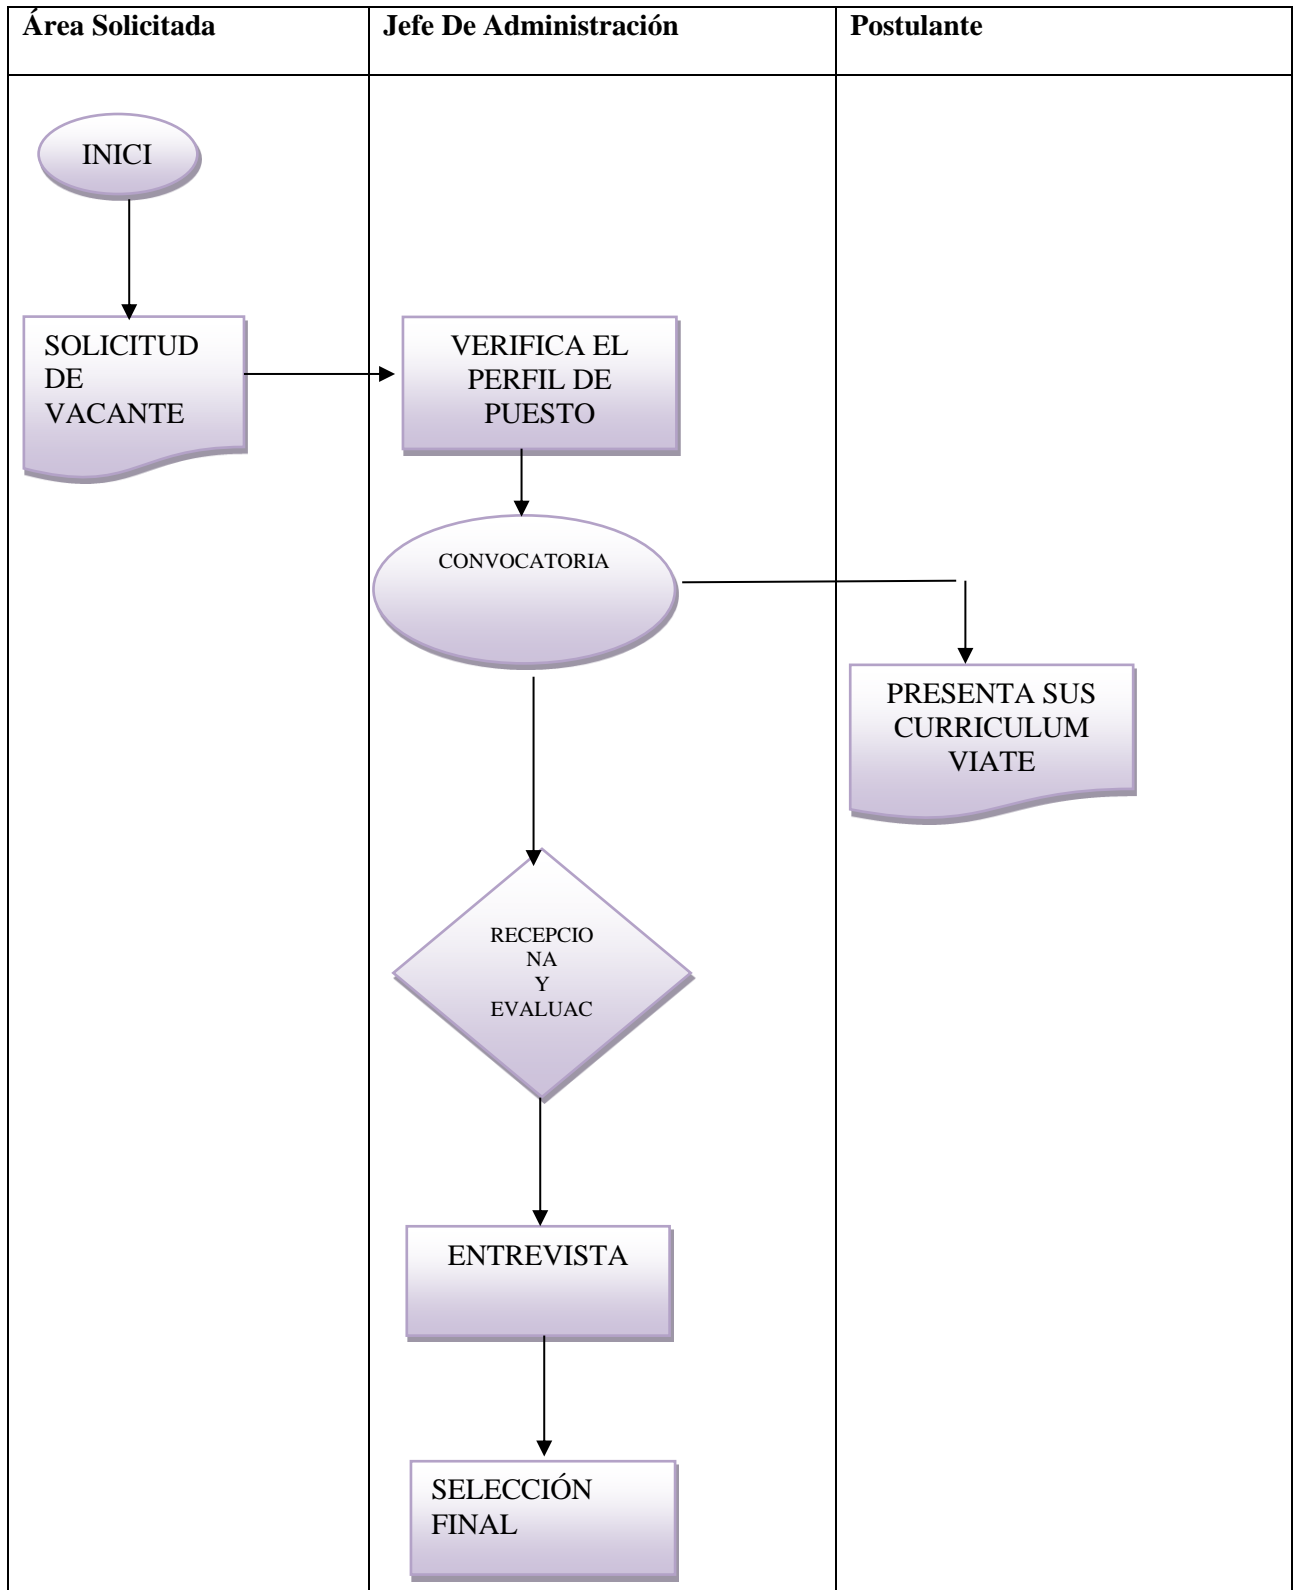 Área Solicitada
Jefe De Administración
Postulante
INICI
SOLICITUD
DE
VACANTE
VERIFICA EL
PERFIL DE
PUESTO
CONVOCATORIA
PRESENTA SUS
CURRICULUM
VIATE
RECEPCIO
NA
Y
EVALUAC
ENTREVISTA
SELECCIÓN
FINAL